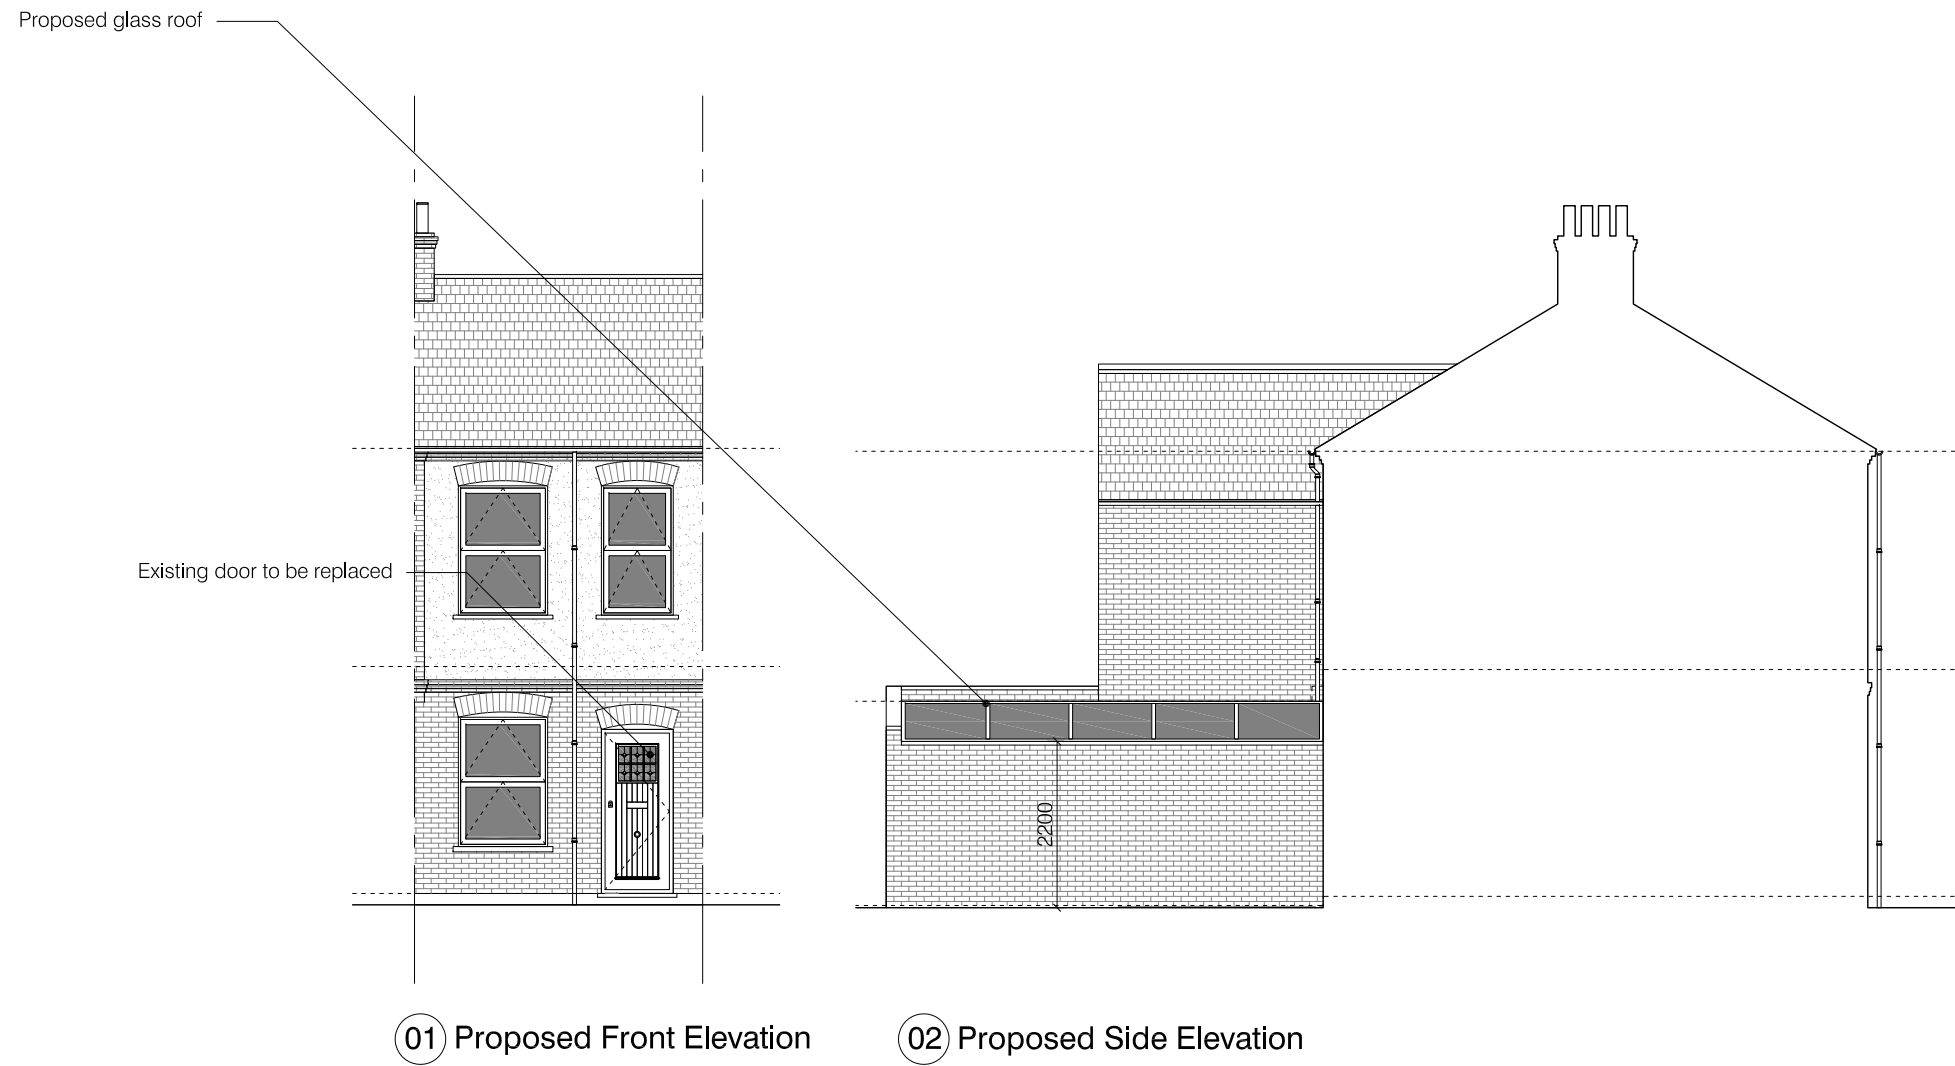 Proposed glass roof
Existing door to be replaced
2200
01 Proposed Front Elevation
02 Proposed Side Elevation